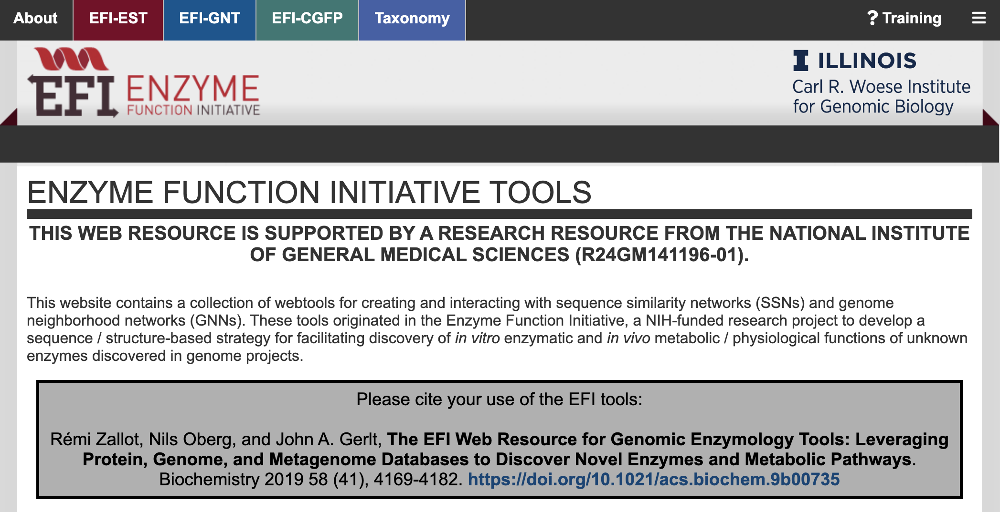 About EFI-EST EFI-GNT EFI-CGFP Taxonomy ? Training
EFI ENZYME
FUNCTION INITIATIVE
I ILLINOIS
Carl R. Woese Institute
for Genomic Biology
ENZYME FUNCTION INITIATIVE TOOLS
THIS WEB RESOURCE IS SUPPORTED BY A RESEARCH RESOURCE FROM THE NATIONAL INSTITUTE
OF GENERAL MEDICAL SCIENCES (R24GM141196-01).
This website contains a collection of webtools for creating and interacting with sequence similarity networks (SSNs) and genome
neighborhood networks (GNNs). These tools originated in the Enzyme Function Initiative, a NIH-funded research project to develop a
sequence / structure-based strategy for facilitating discovery of in vitro enzymatic and in vivo metabolic / physiological functions of unknown
enzymes discovered in genome projects.
Please cite your use of the EFI tools:
Rémi Zallot, Nils Oberg, and John A. Gerlt, The EFI Web Resource for Genomic Enzymology Tools: Leveraging
Protein, Genome, and Metagenome Databases to Discover Novel Enzymes and Metabolic Pathways.
Biochemistry 2019 58 (41), 4169-4182. https://doi.org/10.1021/acs.biochem.9b00735